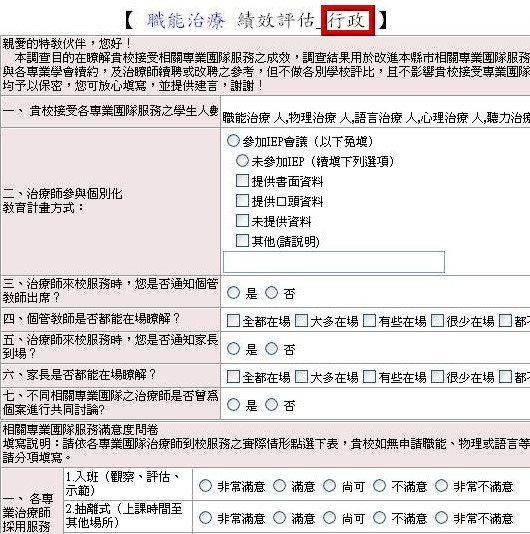 【 職能治療 績效評估_行政 】
親愛的特教伙伴，您好！
本調查目的在瞭解貴校接受相關專業團隊服務之成效，調查結果用於改進本縣市相關專業團隊服務
與各專業學會續約，及治療師續聘或改聘之參考，但不做各別學校評比，且不影響貴校接受專業團隊
均予以保密，您可放心填寫，並提供建言，謝謝！
一、 貴校接受各專業團隊服務之學生人數
職能治療 人,物理治療 人,語言治療 人,心理治療 人,聽力治療
二、治療師參與個別化
教育計畫方式：
參加IEP會議（以下免填）
未參加IEP（續填下列選項）
提供書面資料
提供口頭資料
未提供資料
其他(請說明)
三、治療師來校服務時，您是否通知個管
教師出席？
是 否
四、個管教師是否都能在場瞭解？
全都在場 大多在場 有些在場 很少在場 都不
五、治療師來校服務時，您是否通知家長
到場？
是 否
六、家長是否都能在場瞭解？
全都在場 大多在場 有些在場 很少在場 都不
七、不同相關專業團隊之治療師是否曾為
個案進行共同討論?
是 否
相關專業團隊服務滿意度問卷
填寫說明：請依各專業團隊治療師到校服務之實際情形點選下表，貴校如無申請職能、物理或語言等
請分項填寫。
一、 各專
業治療師
採用服務
1.入班（觀察、評估、
示範）
非常滿意 滿意 尚可 不滿意 非常不滿意
2.抽離式（上課時間至
其他場所）
非常滿意 滿意 尚可 不滿意 非常不滿意